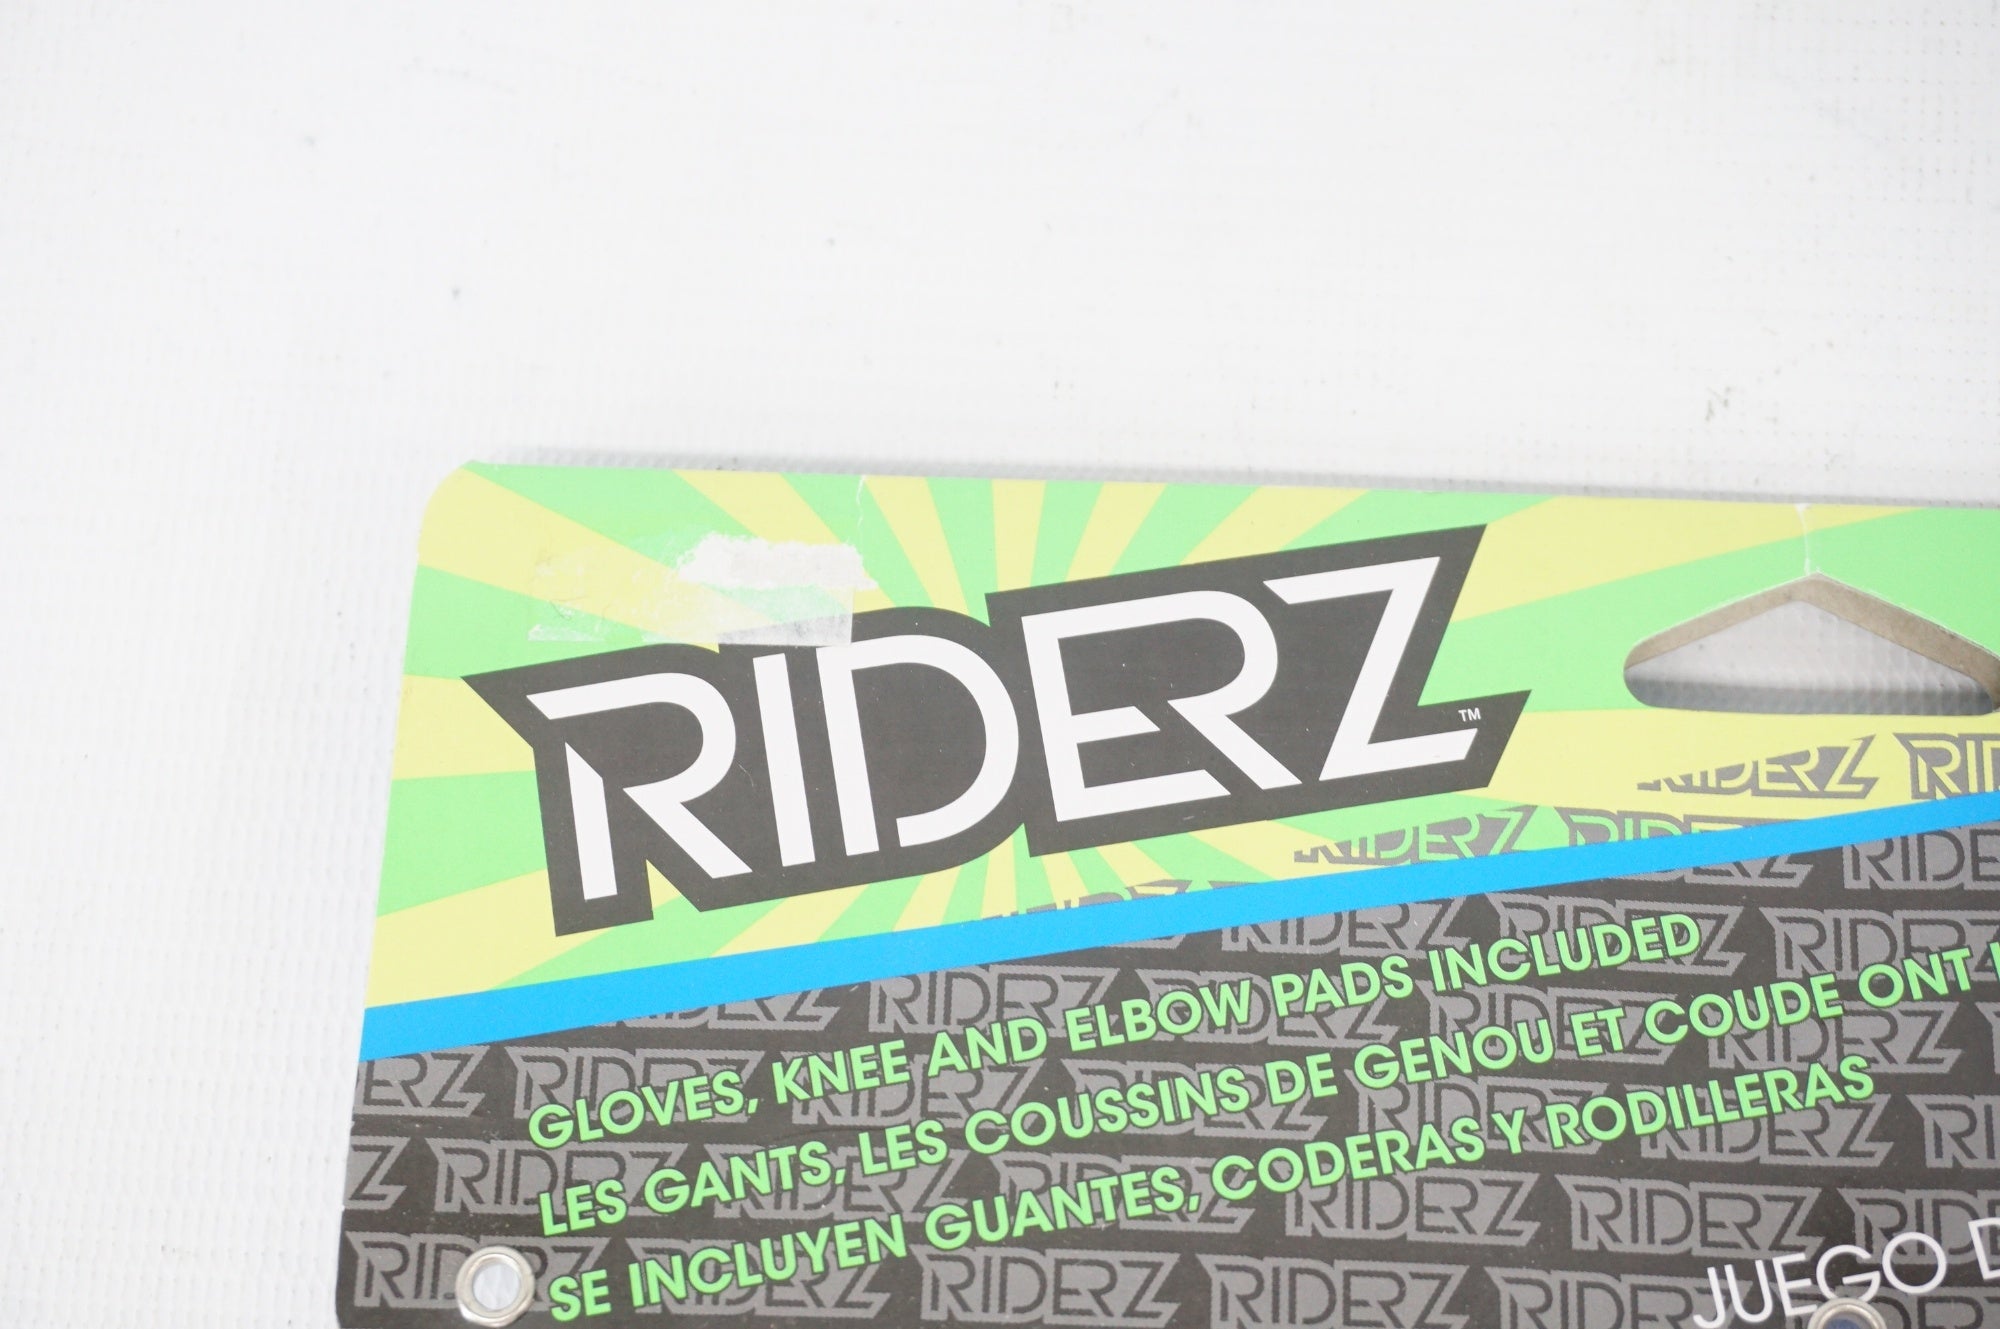 RIDERZ™
GLOVES, KNEE AND ELBOW PADS INCLUDED
LES GANTS, LES COUSSINS DE GENOU ET COUDE ONT
SE INCLUYEN GUANTES, CODERAS Y RODILLERAS
JUEGO